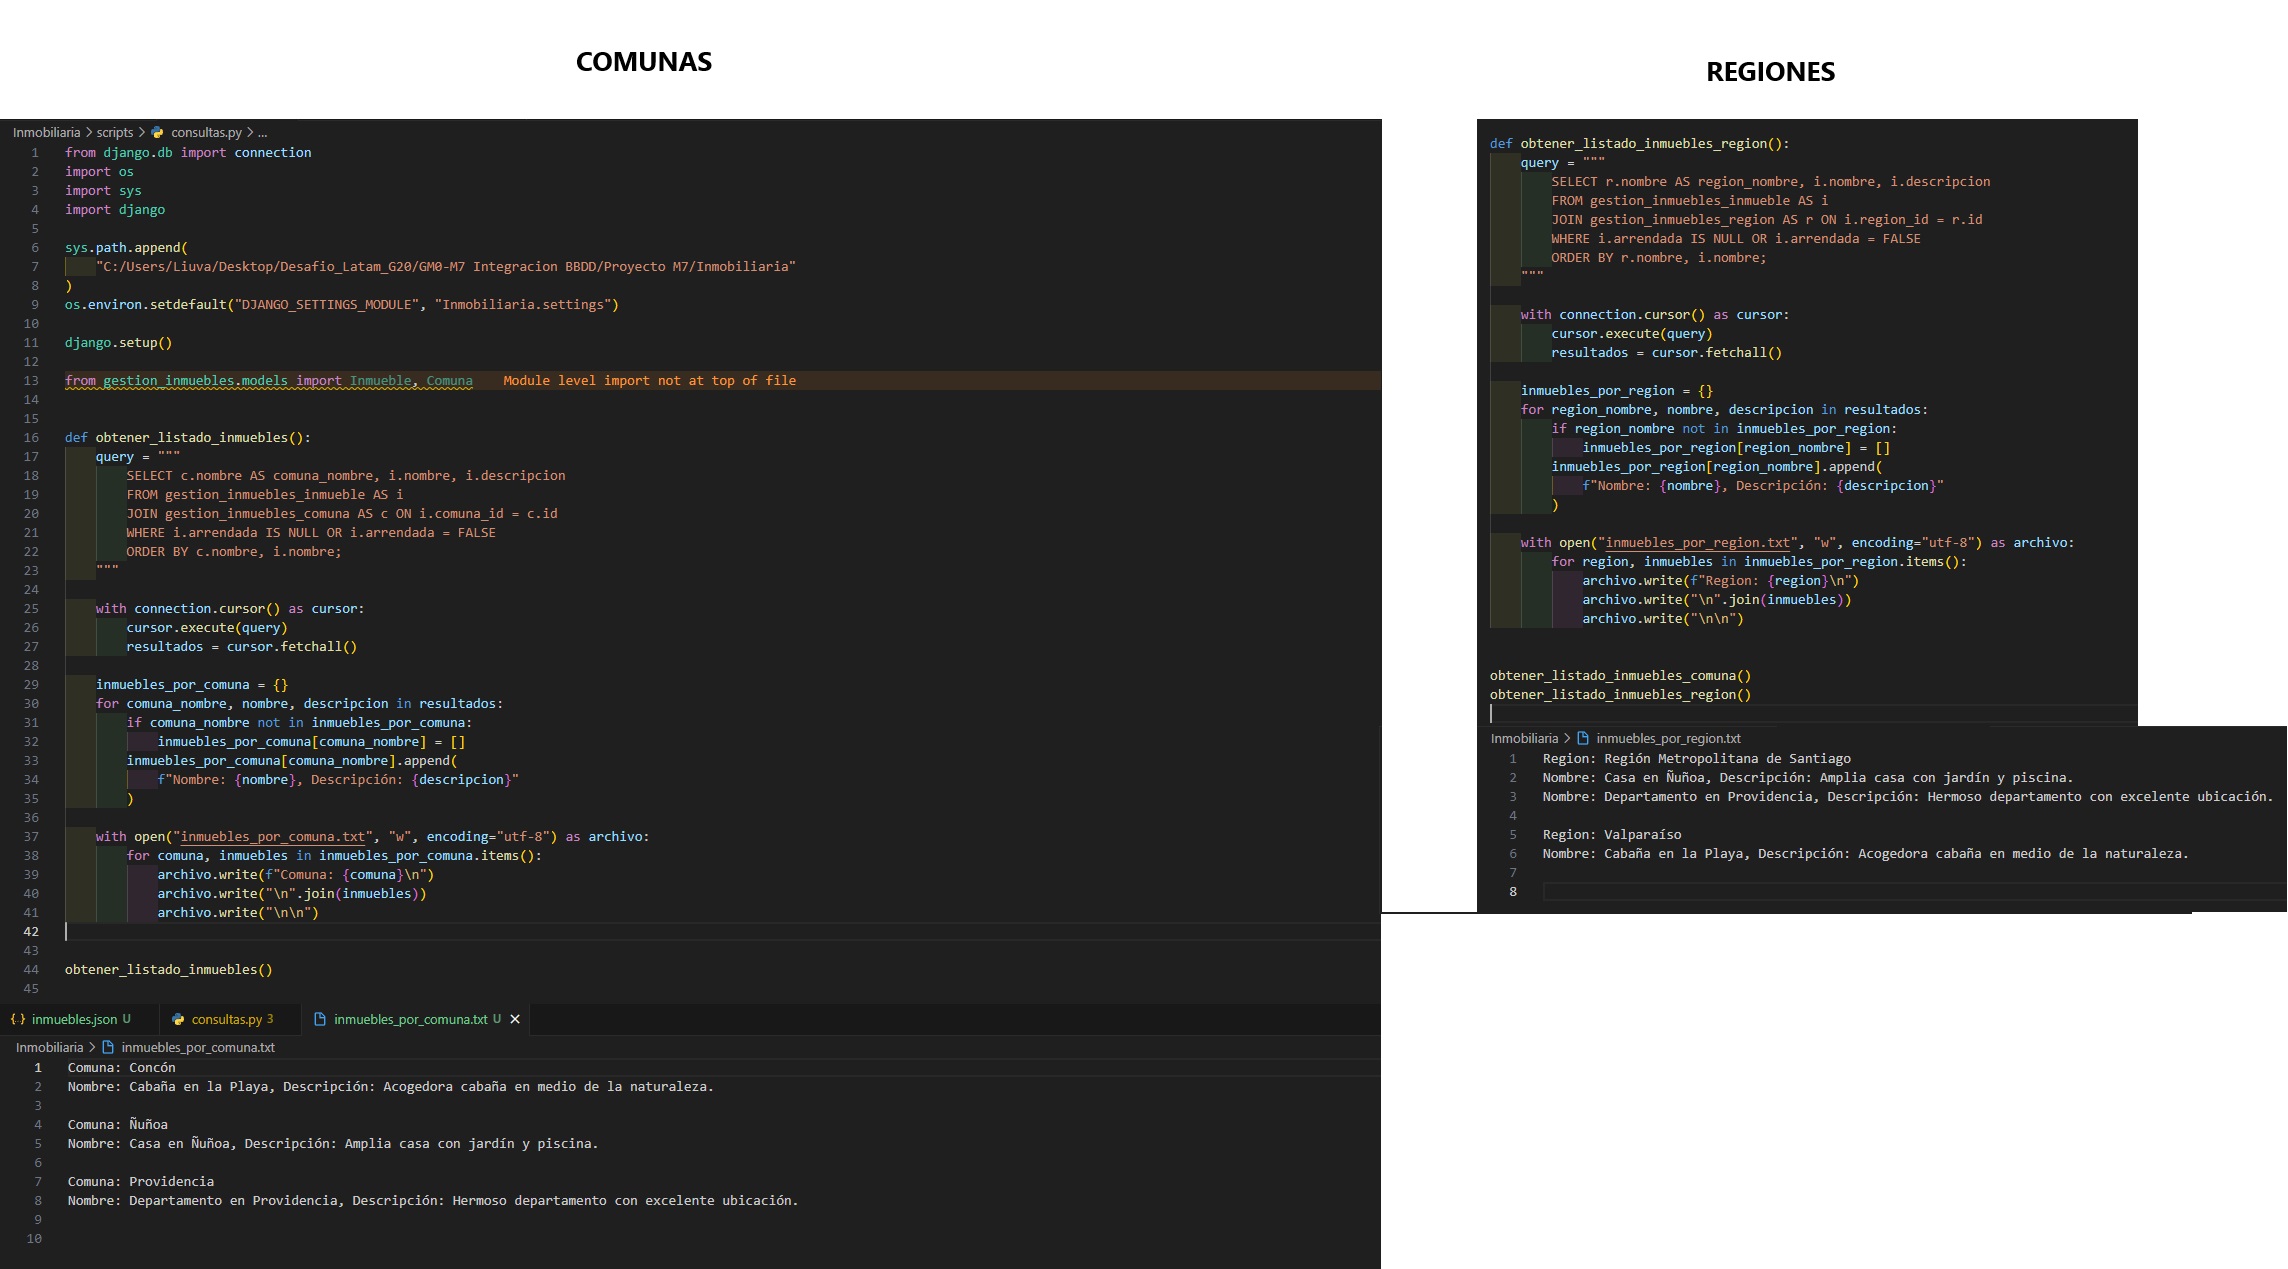 COMUNAS
Inmobiliaria > scripts > consultas.py > ...
1 from django.db import connection
2 import os
3 import sys
4 import django
5
6 sys.path.append(
7     "C:/Users/Liuva/Desktop/Desafio_Latam_G20/GM0-M7 Integracion BBDD/Proyecto M7/Inmobiliaria"
8 )
9 os.environ.setdefault("DJANGO_SETTINGS_MODULE", "Inmobiliaria.settings")
10
11 django.setup()
12
13 from gestion_inmuebles.models import Inmueble, Comuna    Module level import not at top of file
14
15
16 def obtener_listado_inmuebles():
17     query = """
18         SELECT c.nombre AS comuna_nombre, i.nombre, i.descripcion
19         FROM gestion_inmuebles_inmueble AS i
20         JOIN gestion_inmuebles_comuna AS c ON i.comuna_id = c.id
21         WHERE i.arrendada IS NULL OR i.arrendada = FALSE
22         ORDER BY c.nombre, i.nombre;
23     """
24
25     with connection.cursor() as cursor:
26         cursor.execute(query)
27         resultados = cursor.fetchall()
28
29     inmuebles_por_comuna = {}
30     for comuna_nombre, nombre, descripcion in resultados:
31         if comuna_nombre not in inmuebles_por_comuna:
32             inmuebles_por_comuna[comuna_nombre] = []
33         inmuebles_por_comuna[comuna_nombre].append(
34             f"Nombre: {nombre}, Descripción: {descripcion}"
35         )
36
37     with open("inmuebles_por_comuna.txt", "w", encoding="utf-8") as archivo:
38         for comuna, inmuebles in inmuebles_por_comuna.items():
39             archivo.write(f"Comuna: {comuna}\n")
40             archivo.write("\n".join(inmuebles))
41             archivo.write("\n\n")
42
43
44 obtener_listado_inmuebles()
45
{..} inmuebles.json U   consultas.py 3   inmuebles_por_comuna.txt U ×
Inmobiliaria > inmuebles_por_comuna.txt
1 Comuna: Concón
2 Nombre: Cabaña en la Playa, Descripción: Acogedora cabaña en medio de la naturaleza.
3
4 Comuna: Ñuñoa
5 Nombre: Casa en Ñuñoa, Descripción: Amplia casa con jardín y piscina.
6
7 Comuna: Providencia
8 Nombre: Departamento en Providencia, Descripción: Hermoso departamento con excelente ubicación.
9
10
REGIONES
def obtener_listado_inmuebles_region():
    query = """
        SELECT r.nombre AS region_nombre, i.nombre, i.descripcion
        FROM gestion_inmuebles_inmueble AS i
        JOIN gestion_inmuebles_region AS r ON i.region_id = r.id
        WHERE i.arrendada IS NULL OR i.arrendada = FALSE
        ORDER BY r.nombre, i.nombre;
    """
    with connection.cursor() as cursor:
        cursor.execute(query)
        resultados = cursor.fetchall()
    inmuebles_por_region = {}
    for region_nombre, nombre, descripcion in resultados:
        if region_nombre not in inmuebles_por_region:
            inmuebles_por_region[region_nombre] = []
        inmuebles_por_region[region_nombre].append(
            f"Nombre: {nombre}, Descripción: {descripcion}"
        )
    with open("inmuebles_por_region.txt", "w", encoding="utf-8") as archivo:
        for region, inmuebles in inmuebles_por_region.items():
            archivo.write(f"Region: {region}\n")
            archivo.write("\n".join(inmuebles))
            archivo.write("\n\n")
obtener_listado_inmuebles_comuna()
obtener_listado_inmuebles_region()
Inmobiliaria > inmuebles_por_region.txt
1 Region: Región Metropolitana de Santiago
2 Nombre: Casa en Ñuñoa, Descripción: Amplia casa con jardín y piscina.
3 Nombre: Departamento en Providencia, Descripción: Hermoso departamento con excelente ubicación.
4
5 Region: Valparaíso
6 Nombre: Cabaña en la Playa, Descripción: Acogedora cabaña en medio de la naturaleza.
7
8